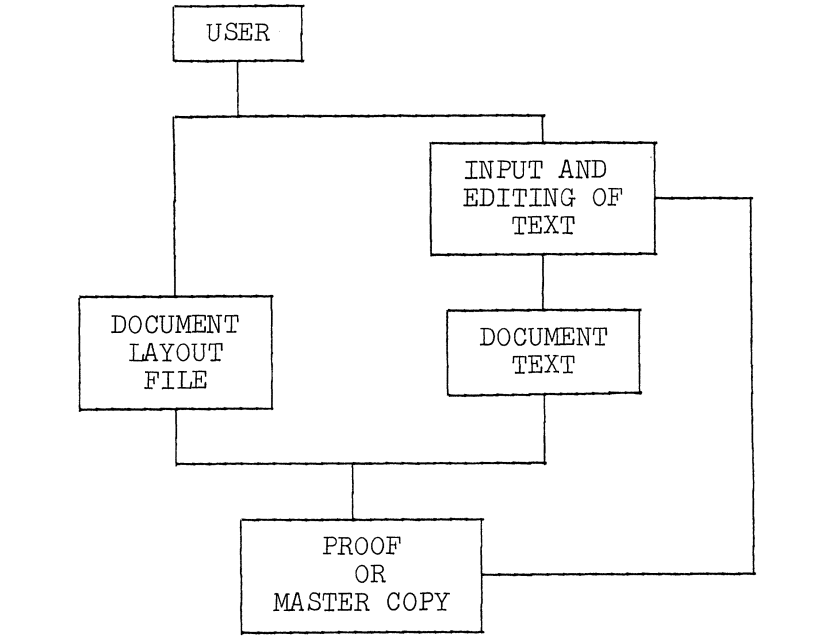 USER
INPUT AND
EDITING OF
TEXT
DOCUMENT
LAYOUT
FILE
DOCUMENT
TEXT
PROOF
OR
MASTER COPY